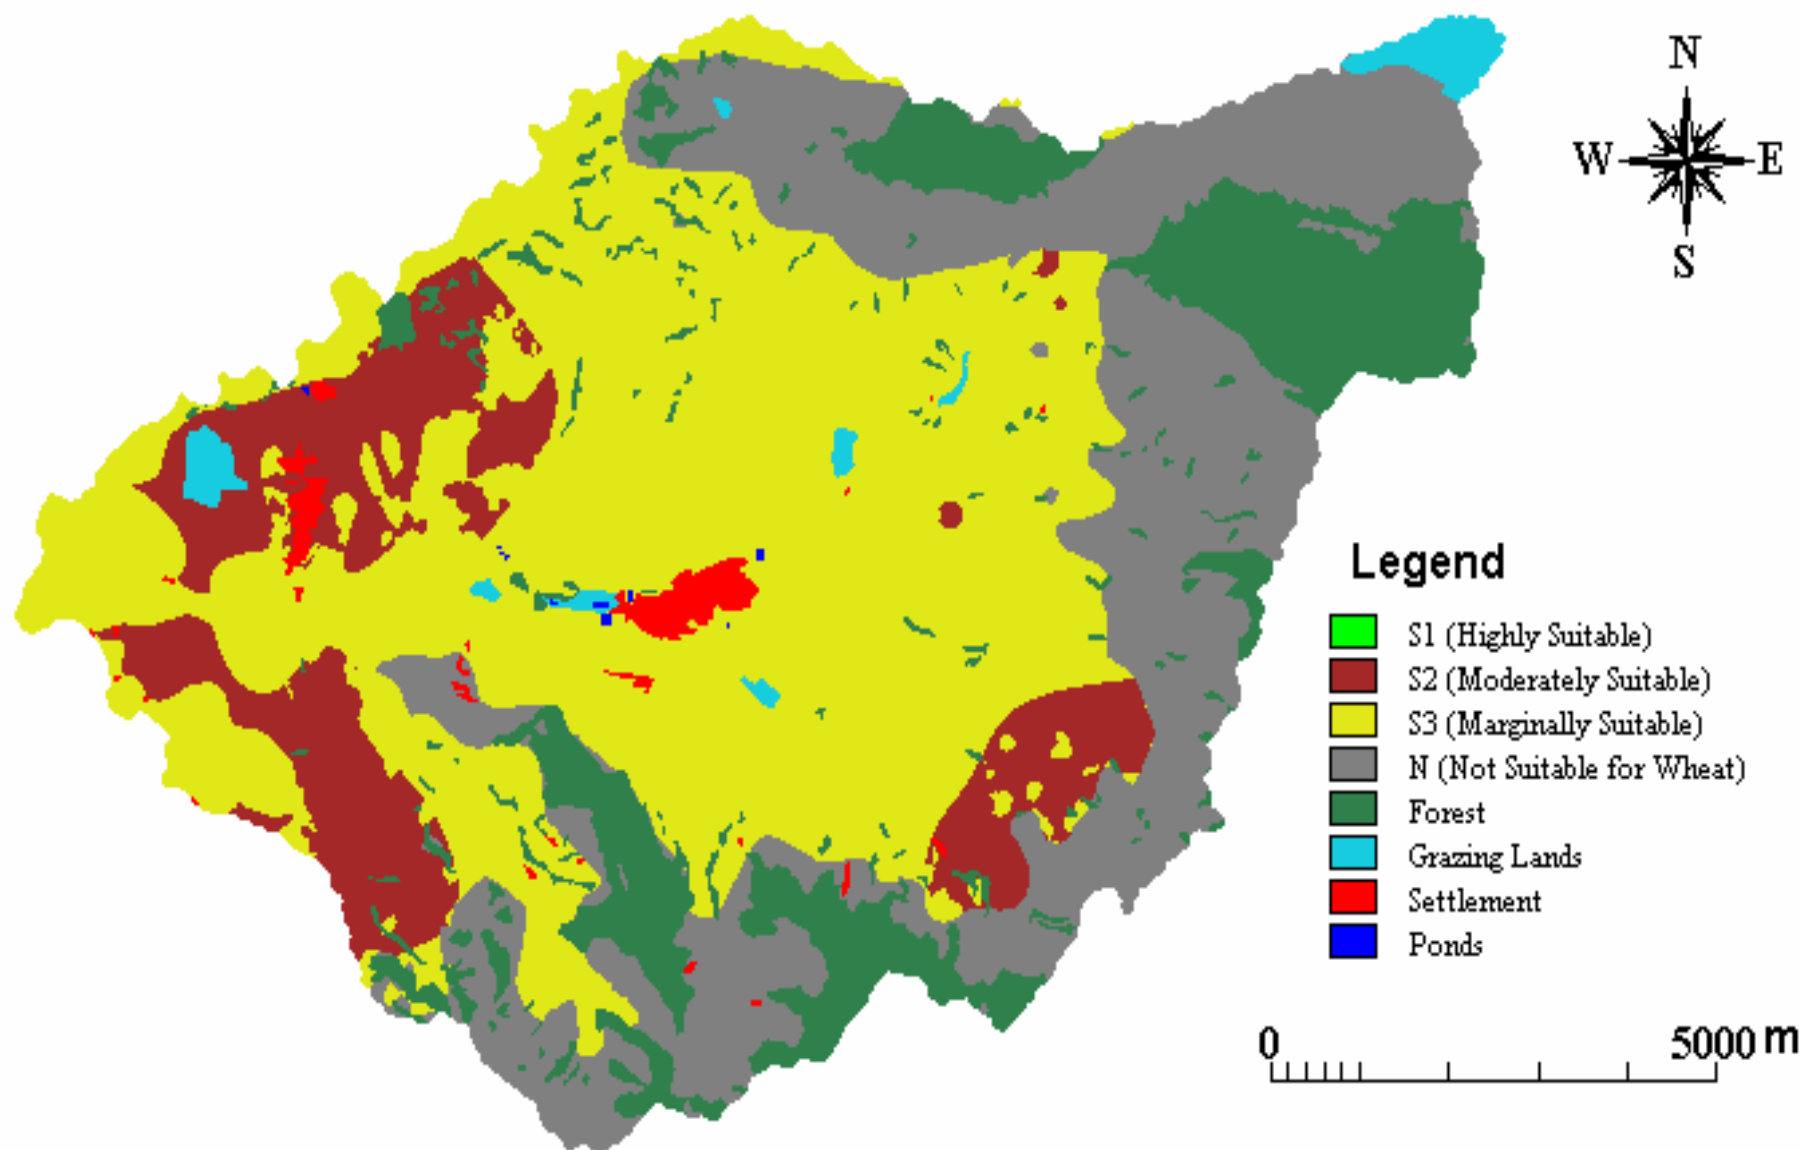 N
W E
S
Legend
S1 (Highly Suitable)
S2 (Moderately Suitable)
S3 (Marginally Suitable)
N (Not Suitable for Wheat)
Forest
Grazing Lands
Settlement
Ponds
0 5000 m